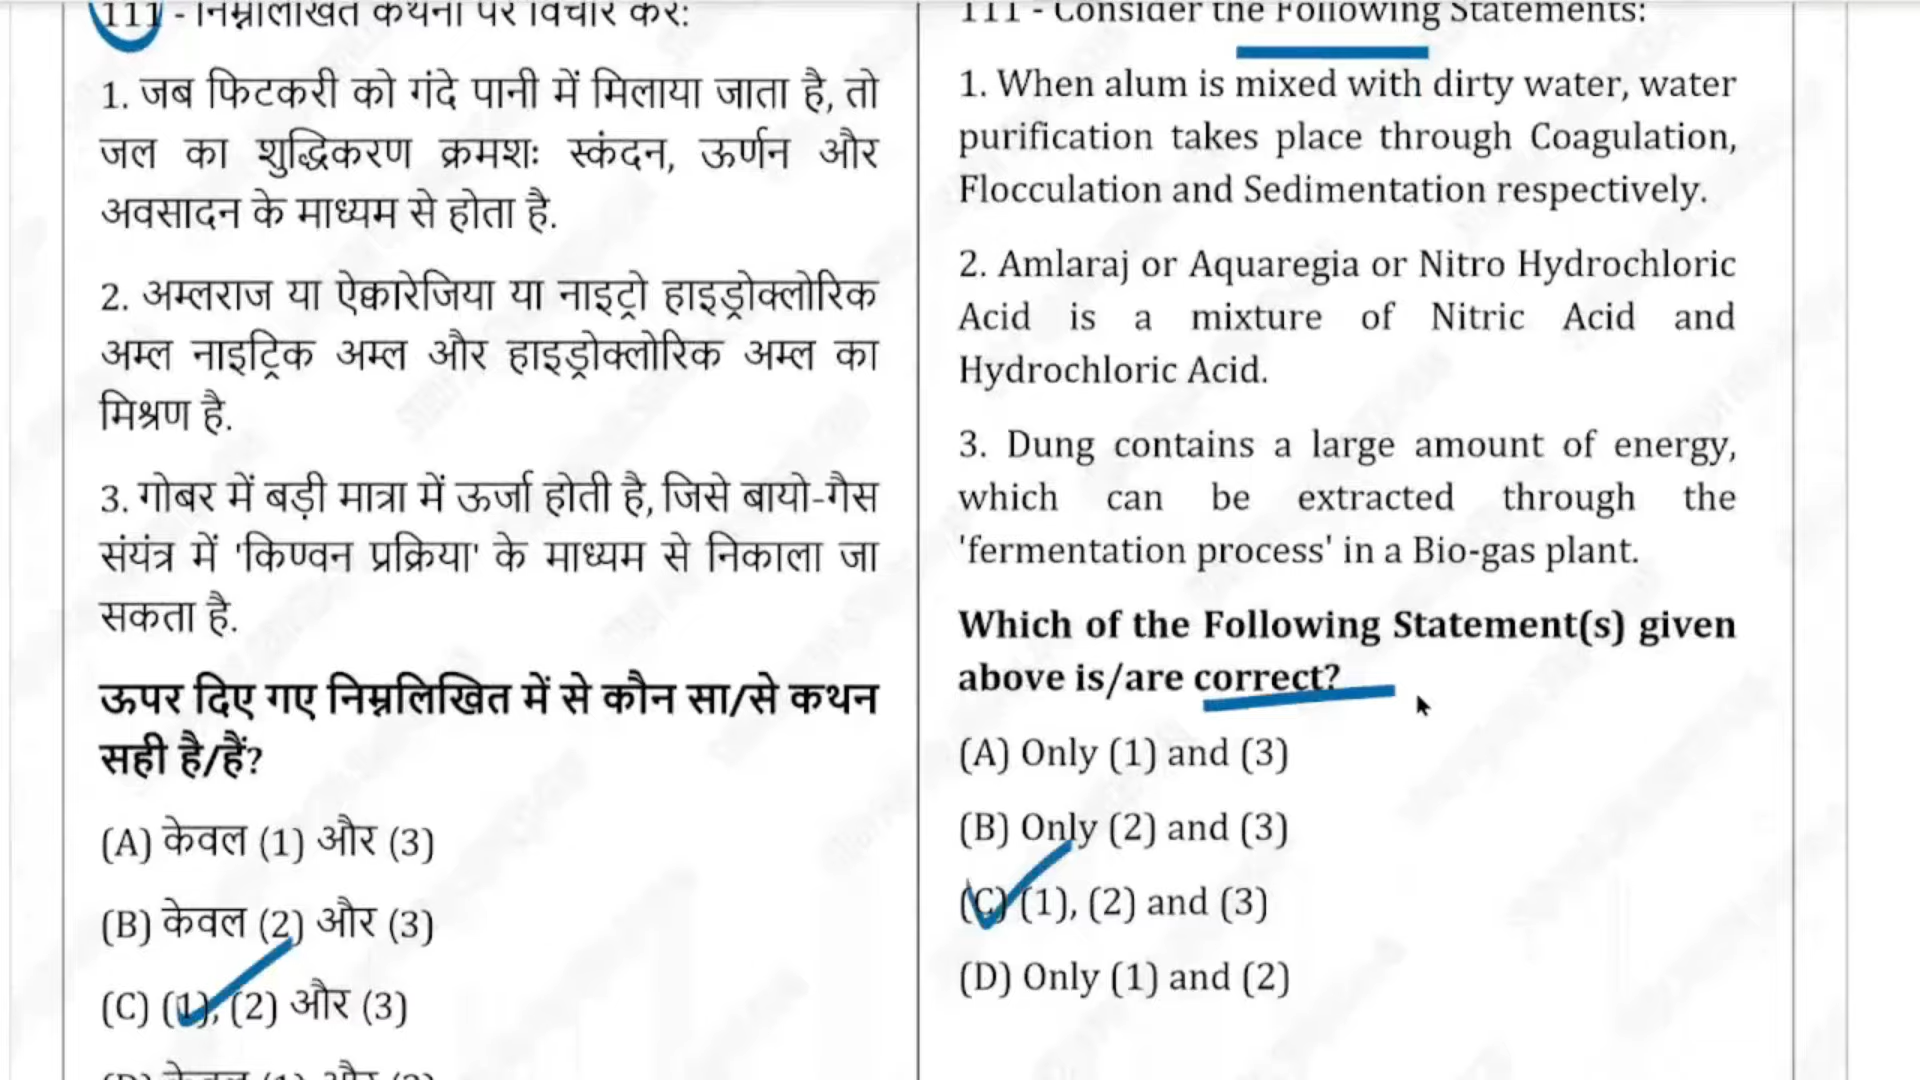 111 - निम्नलिखित कथनों पर विचार करें:
1. जब फिटकरी को गंदे पानी में मिलाया जाता है, तो
जल का शुद्धिकरण क्रमशः स्कंदन, ऊर्णन और
अवसादन के माध्यम से होता है.
2. अम्लराज या ऐक्वारेजिया या नाइट्रो हाइड्रोक्लोरिक
अम्ल नाइट्रिक अम्ल और हाइड्रोक्लोरिक अम्ल का
मिश्रण है.
3. गोबर में बड़ी मात्रा में ऊर्जा होती है, जिसे बायो-गैस
संयंत्र में 'किण्वन प्रक्रिया' के माध्यम से निकाला जा
सकता है.
ऊपर दिए गए निम्नलिखित में से कौन सा/से कथन
सही है/हैं?
(A) केवल (1) और (3)
(B) केवल (2) और (3)
(C) (1), (2) और (3)
(D) केवल (1) और (2)
111 - Consider the Following Statements:
1. When alum is mixed with dirty water, water
purification takes place through Coagulation,
Flocculation and Sedimentation respectively.
2. Amlaraj or Aquaregia or Nitro Hydrochloric
Acid is a mixture of Nitric Acid and
Hydrochloric Acid.
3. Dung contains a large amount of energy,
which can be extracted through the
'fermentation process' in a Bio-gas plant.
Which of the Following Statement(s) given
above is/are correct?
(A) Only (1) and (3)
(B) Only (2) and (3)
(C) (1), (2) and (3)
(D) Only (1) and (2)